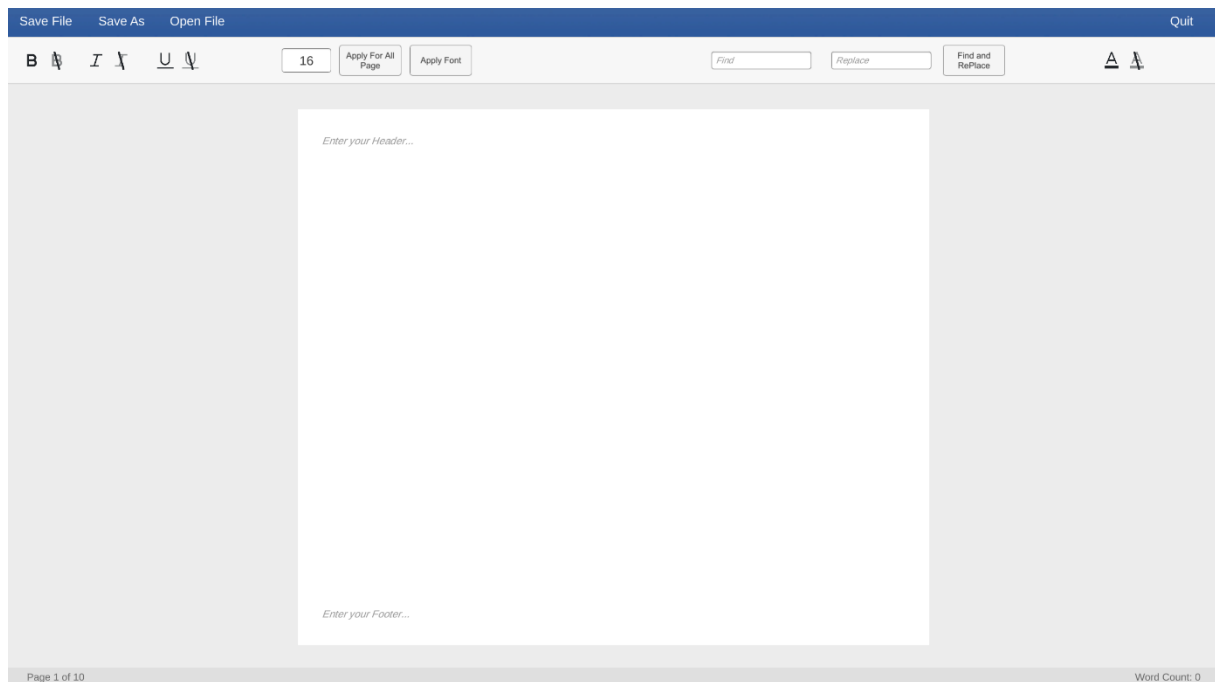 Save File Save As Open File Quit
B B I I U U 16 Apply For All Page Apply Font Find Replace Find and RePlace A A
Enter your Header...
Enter your Footer...
Page 1 of 10 Word Count: 0